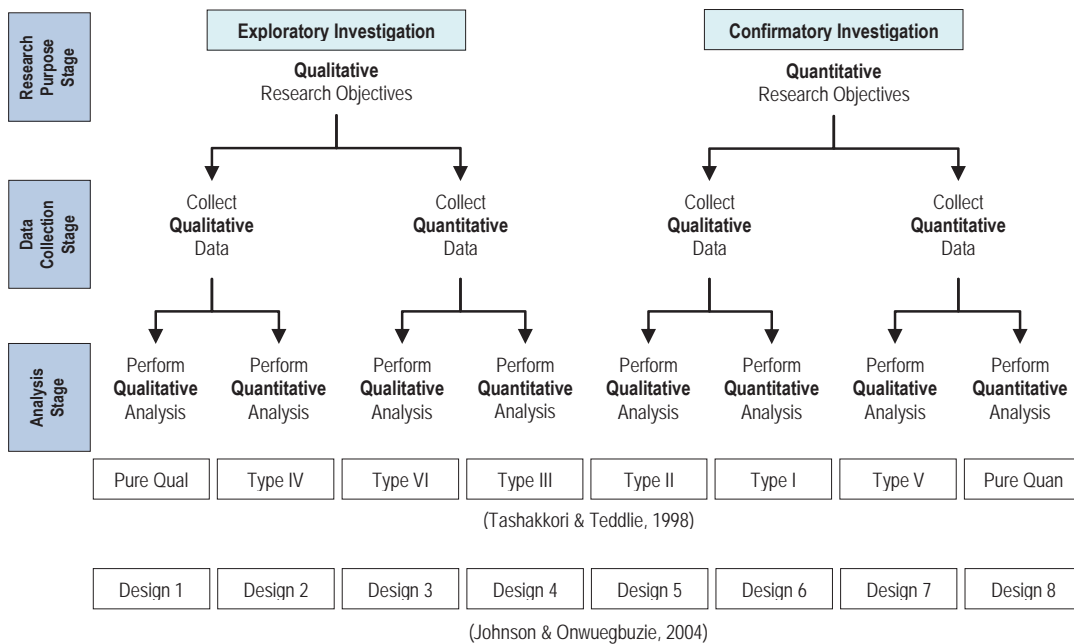 Research
Purpose
Stage
Exploratory Investigation
Confirmatory Investigation
Qualitative
Research Objectives
Quantitative
Research Objectives
Data
Collection
Stage
Collect
Qualitative
Data
Collect
Quantitative
Data
Collect
Qualitative
Data
Collect
Quantitative
Data
Analysis
Stage
Perform
Qualitative
Analysis
Perform
Quantitative
Analysis
Perform
Qualitative
Analysis
Perform
Quantitative
Analysis
Perform
Qualitative
Analysis
Perform
Quantitative
Analysis
Perform
Qualitative
Analysis
Perform
Quantitative
Analysis
Pure Qual
Type IV
Type VI
Type III
Type II
Type I
Type V
Pure Quan
(Tashakkori & Teddlie, 1998)
Design 1
Design 2
Design 3
Design 4
Design 5
Design 6
Design 7
Design 8
(Johnson & Onwuegbuzie, 2004)